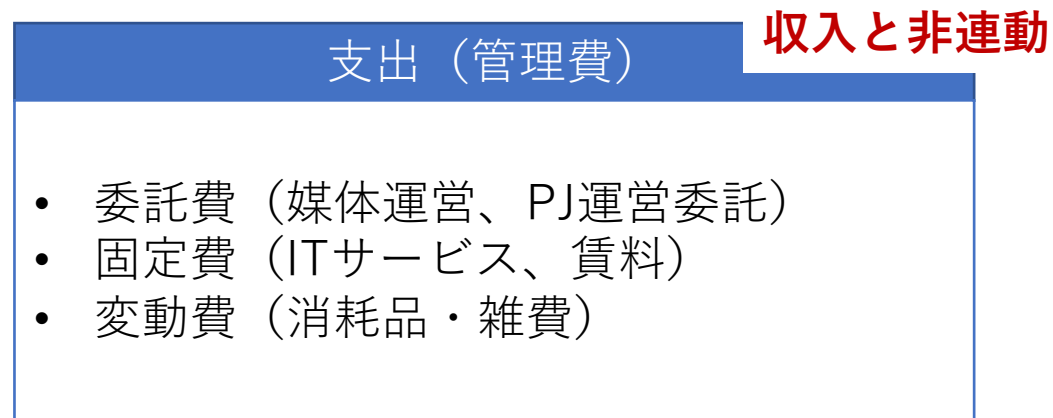 収入と非連動
支出（管理費）
• 委託費（媒体運営、PJ運営委託）
• 固定費（ITサービス、賃料）
• 変動費（消耗品・雑費）